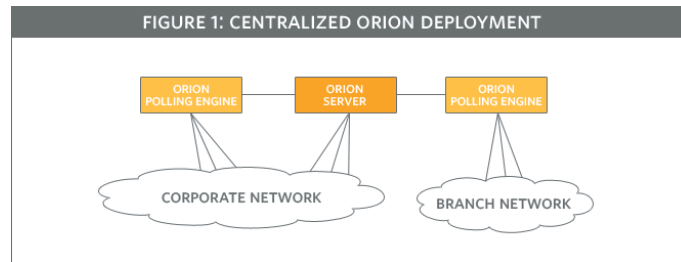 FIGURE 1: CENTRALIZED ORION DEPLOYMENT
ORION
POLLING ENGINE
ORION
SERVER
ORION
POLLING ENGINE
CORPORATE NETWORK
BRANCH NETWORK